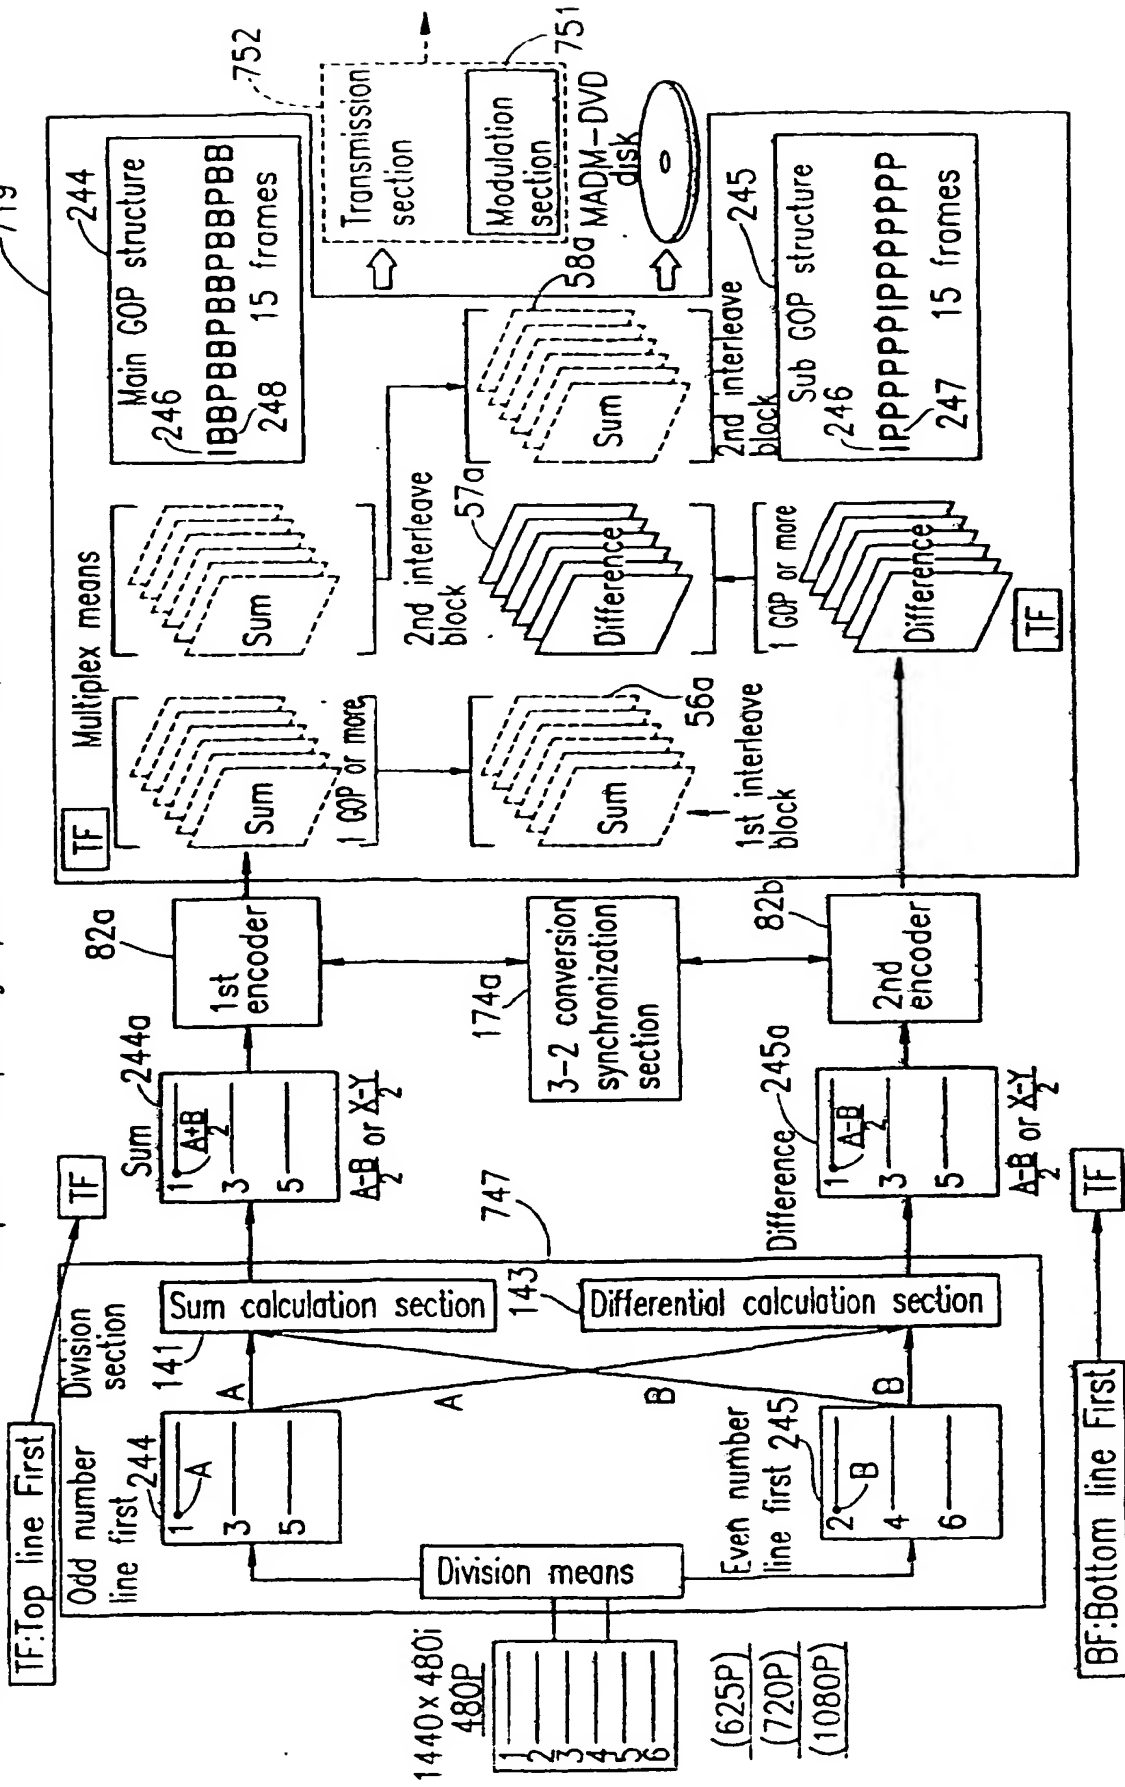 TF:Top line First
TF
Odd number
line first 244
1
A
3
5
Division
section
141
A
Sum calculation section
A
B
Division means
1440x480i
480P
1
2
3
4
5
6
(625P)
(720P)
(1080P)
Even number
line first 245
2
B
4
6
B
143
Differential calculation section
747
BF:Bottom line First
TF
Sum
244a
1
A+B
2
3
5
A-B or X-Y
2 2
Difference
245a
1
A-B
2
3
5
A-B or X-Y
2 2
82a
1st
encoder
174a
3-2 conversion
synchronization
section
82b
2nd
encoder
719
Multiplex means
TF
Sum
1 GOP or more
Sum
56a
1st interleave
block
Sum
2nd interleave
block
57a
Difference
1 GOP or more
Difference
TF
Sum
58a
2nd interleave
block
244
Main GOP structure
246
IBBPBBPBBPBBPBB
248
15 frames
245
Sub GOP structure
246
IPPPPPPIPPPPPPP
247
15 frames
752
Transmission
section
Modulation
section
751
MADM-DVD
disk